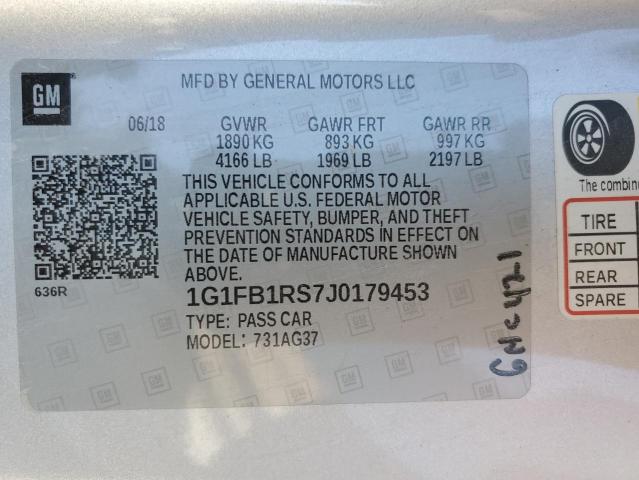 GM
MFD BY GENERAL MOTORS LLC
06/18 GVWR GAWR FRT GAWR RR
1890 KG 893 KG 997 KG
4166 LB 1969 LB 2197 LB
THIS VEHICLE CONFORMS TO ALL
APPLICABLE U.S. FEDERAL MOTOR
VEHICLE SAFETY, BUMPER, AND THEFT
PREVENTION STANDARDS IN EFFECT ON
THE DATE OF MANUFACTURE SHOWN
ABOVE.
636R
1G1FB1RS7J0179453
TYPE: PASS CAR
MODEL: 731AG37
The combin
TIRE
FRONT
REAR
SPARE